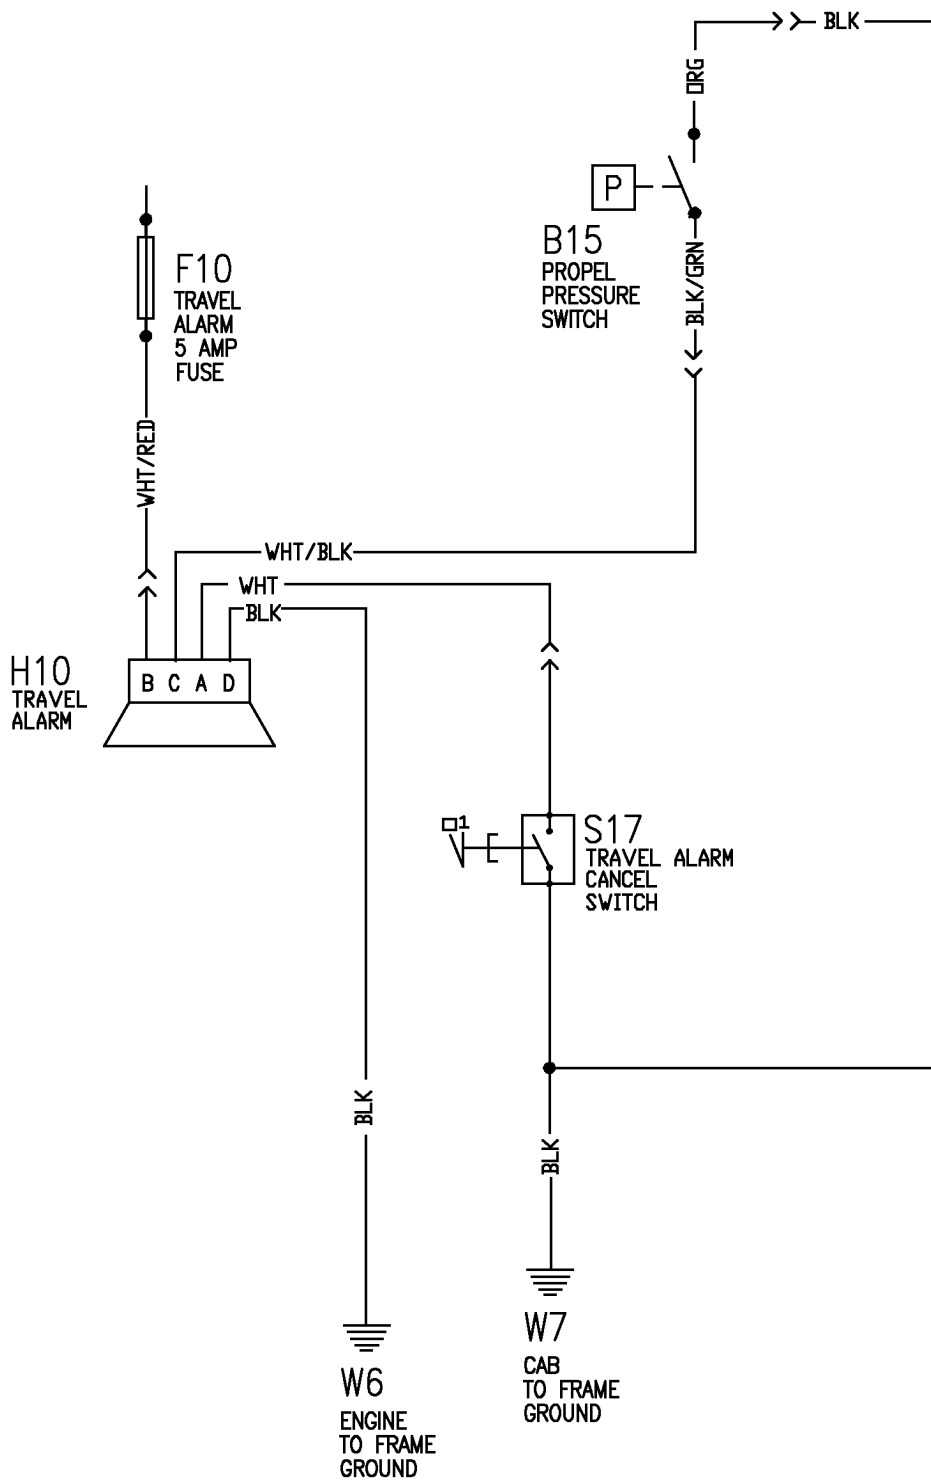 BLK
ORG
P
B15
PROPEL
PRESSURE
SWITCH
BLK/GRN
F10
TRAVEL
ALARM
5 AMP
FUSE
WHT/RED
WHT/BLK
WHT
BLK
H10
TRAVEL
ALARM
B C A D
1
S17
TRAVEL ALARM
CANCEL
SWITCH
BLK
BLK
W7
CAB
TO FRAME
GROUND
W6
ENGINE
TO FRAME
GROUND